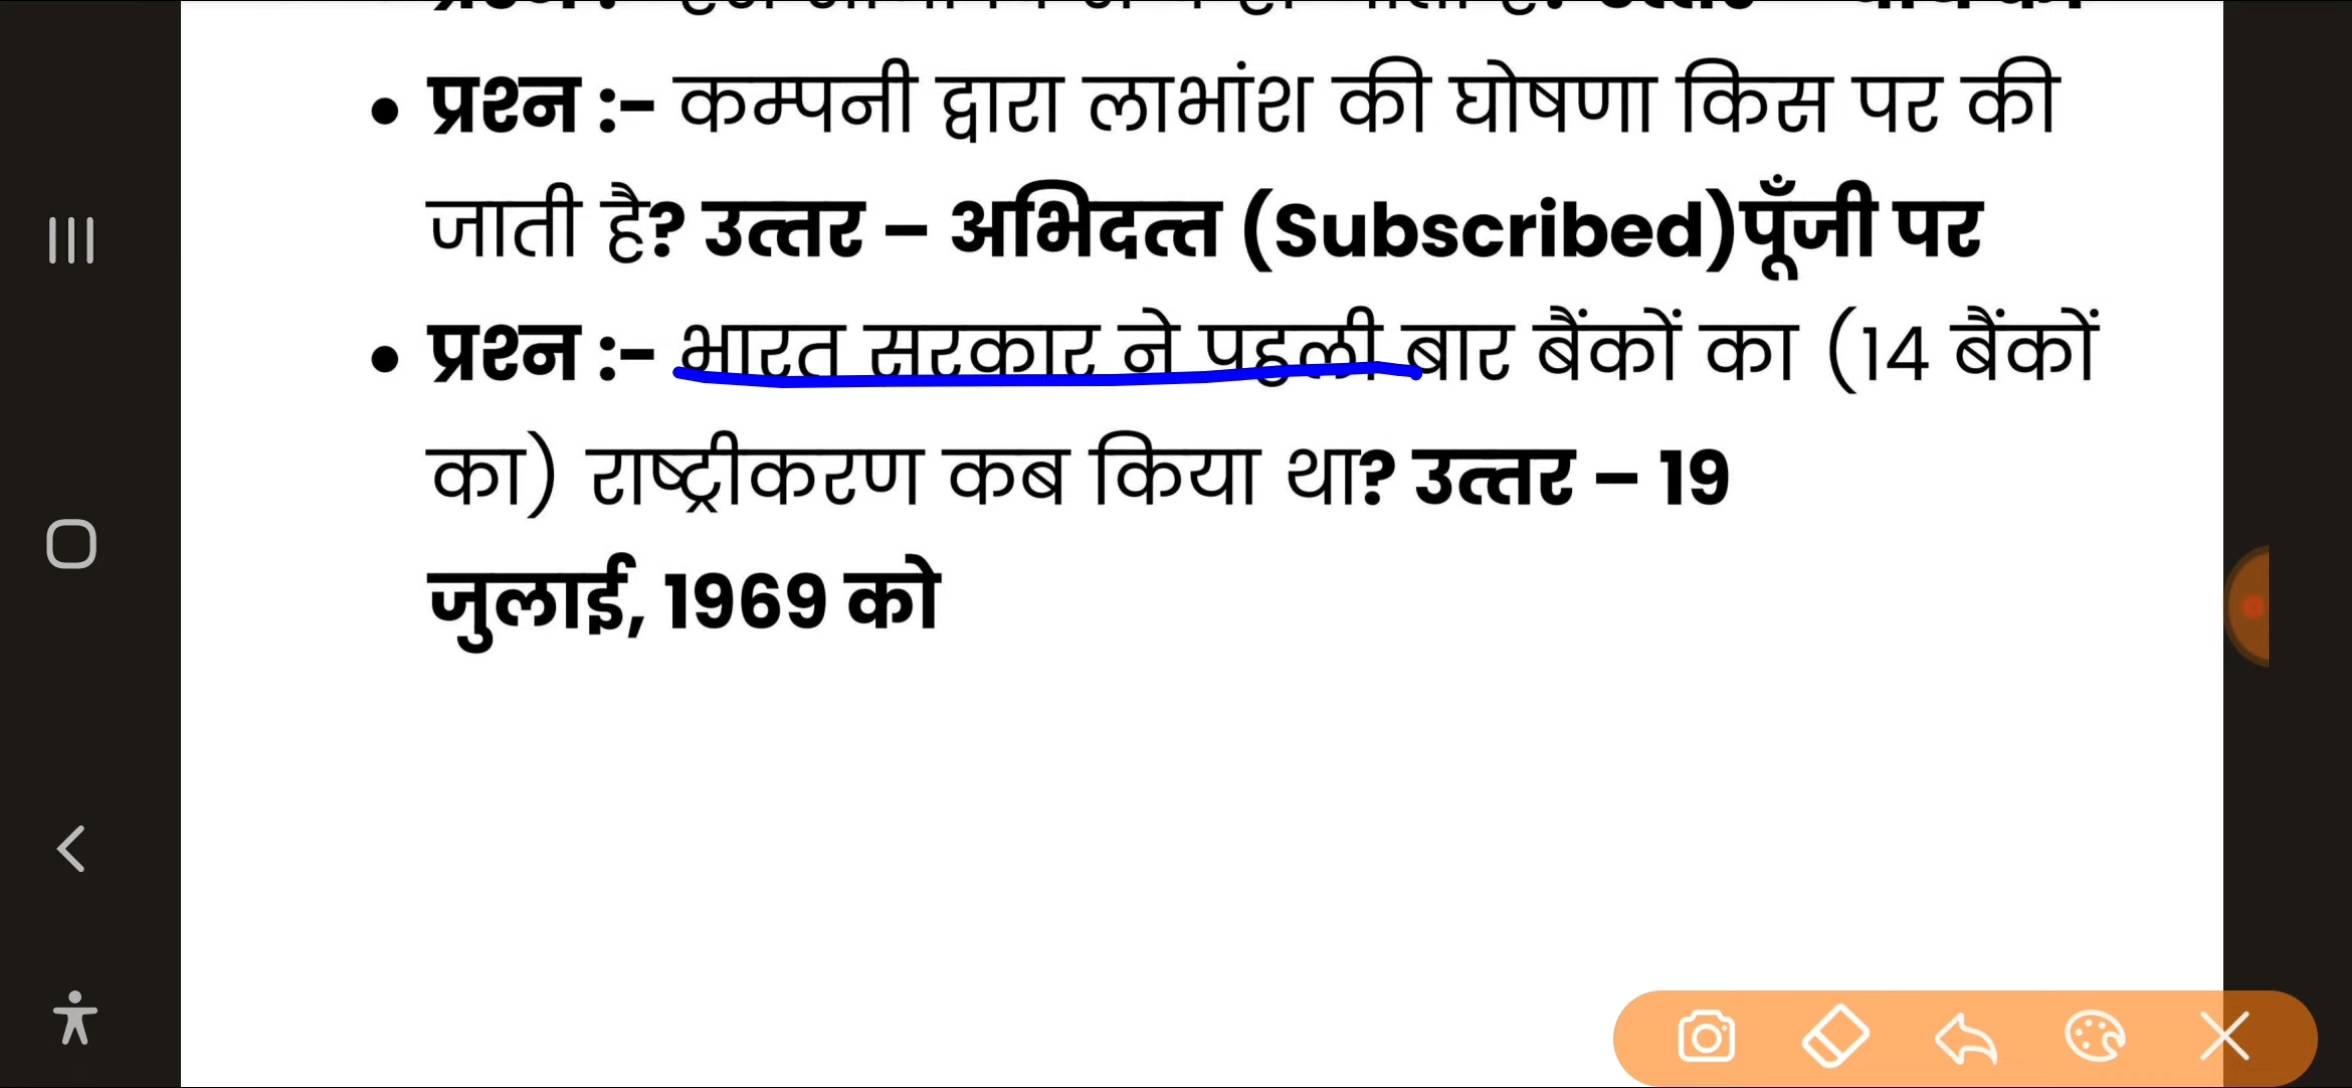 प्रश्न :- कम्पनी द्वारा लाभांश की घोषणा किस पर की
जाती है? उत्तर – अभिदत्त (Subscribed)पूँजी पर
प्रश्न :- भारत सरकार ने पहली बार बैंकों का (14 बैंकों
का) राष्ट्रीकरण कब किया था? उत्तर – 19
जुलाई, 1969 को